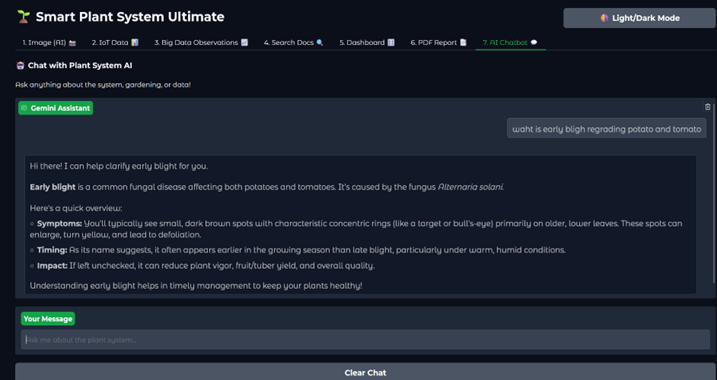 🌱 Smart Plant System Ultimate
🌗 Light/Dark Mode
1. Image (AI) 📸
2. IoT Data 📊
3. Big Data Observations 📈
4. Search Docs 🔍
5. Dashboard 🎛️
6. PDF Report 📄
7. AI Chatbot 💬
🤖 Chat with Plant System AI
Ask anything about the system, gardening, or data!
Gemini Assistant
waht is early bligh regrading potato and tomato
Hi there! I can help clarify early blight for you.
Early blight is a common fungal disease affecting both potatoes and tomatoes. It's caused by the fungus Alternaria solani.
Here's a quick overview:
○ Symptoms: You'll typically see small, dark brown spots with characteristic concentric rings (like a target or bull's-eye) primarily on older, lower leaves. These spots can
enlarge, turn yellow, and lead to defoliation.
○ Timing: As its name suggests, it often appears earlier in the growing season than late blight, particularly under warm, humid conditions.
○ Impact: If left unchecked, it can reduce plant vigor, fruit/tuber yield, and overall quality.
Understanding early blight helps in timely management to keep your plants healthy!
Your Message
Ask me about the plant system...
Clear Chat